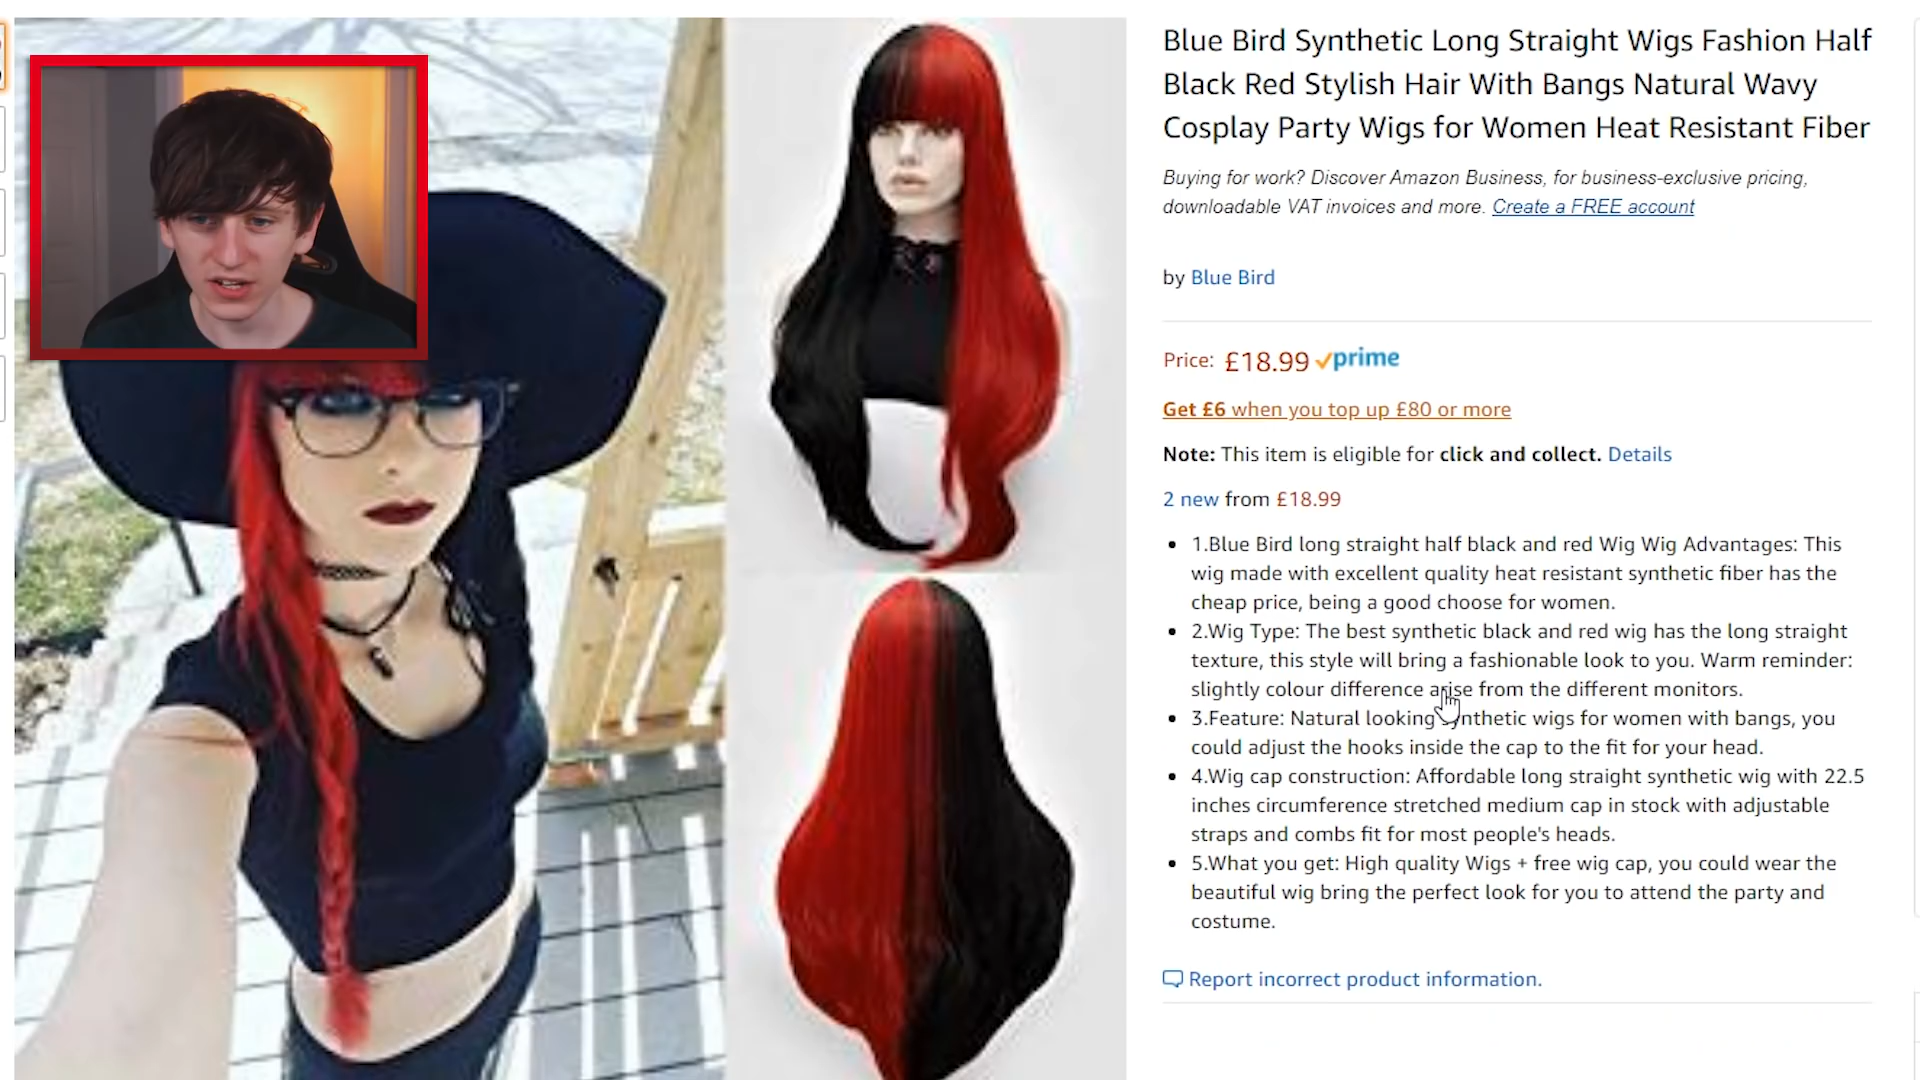 Blue Bird Synthetic Long Straight Wigs Fashion Half
Black Red Stylish Hair With Bangs Natural Wavy
Cosplay Party Wigs for Women Heat Resistant Fiber
Buying for work? Discover Amazon Business, for business-exclusive pricing,
downloadable VAT invoices and more. Create a FREE account
by Blue Bird
Price: £18.99 prime
Get £6 when you top up £80 or more
Note: This item is eligible for click and collect. Details
2 new from £18.99
1.Blue Bird long straight half black and red Wig Wig Advantages: This
wig made with excellent quality heat resistant synthetic fiber has the
cheap price, being a good choose for women.
2.Wig Type: The best synthetic black and red wig has the long straight
texture, this style will bring a fashionable look to you. Warm reminder:
slightly colour difference arise from the different monitors.
3.Feature: Natural looking synthetic wigs for women with bangs, you
could adjust the hooks inside the cap to the fit for your head.
4.Wig cap construction: Affordable long straight synthetic wig with 22.5
inches circumference stretched medium cap in stock with adjustable
straps and combs fit for most people's heads.
5.What you get: High quality Wigs + free wig cap, you could wear the
beautiful wig bring the perfect look for you to attend the party and
costume.
Report incorrect product information.